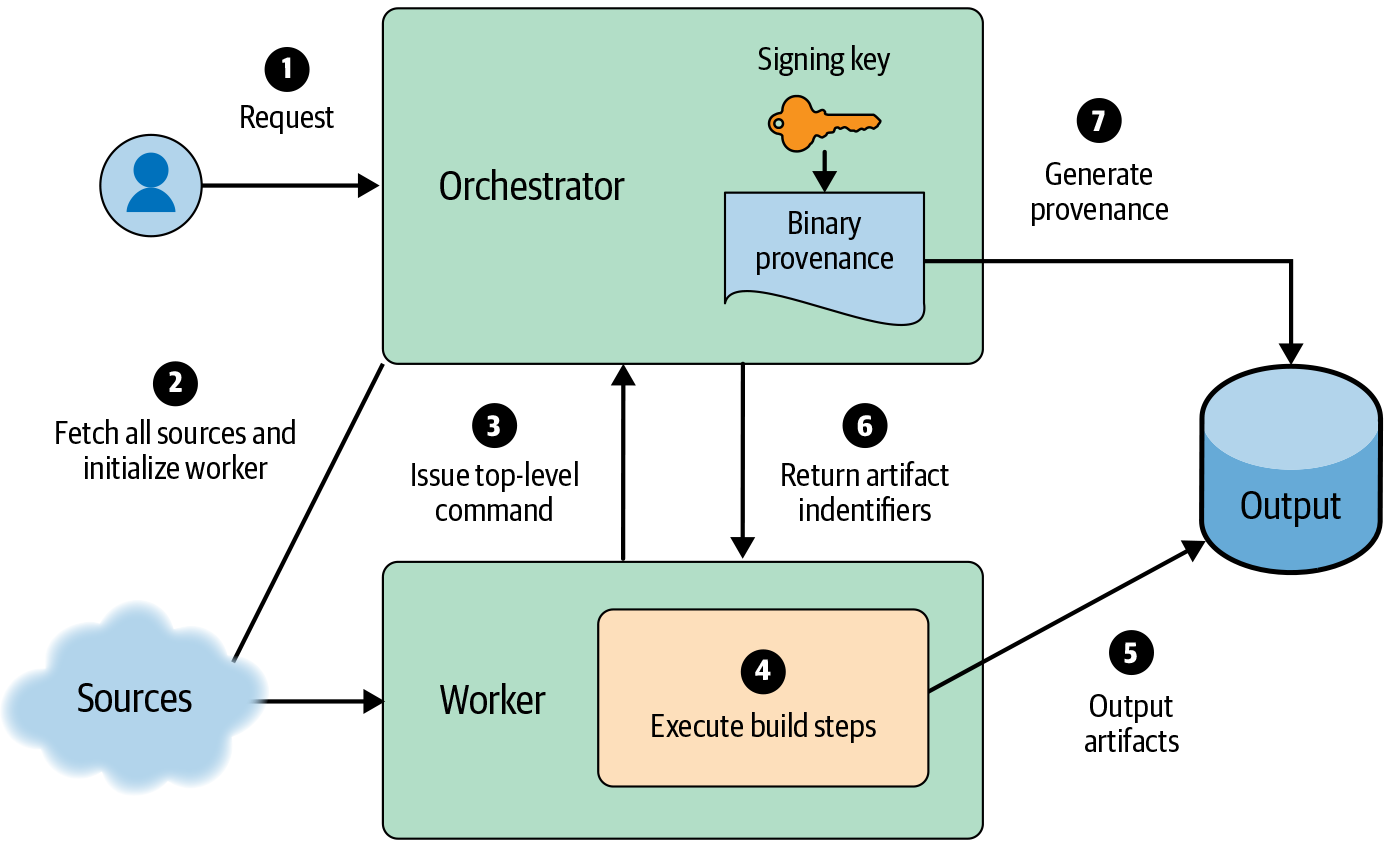 1
Request
Orchestrator
Signing key
Binary
provenance
7
Generate
provenance
2
Fetch all sources and
initialize worker
3
Issue top-level
command
6
Return artifact
indentifiers
Output
Sources
Worker
4
Execute build steps
5
Output
artifacts